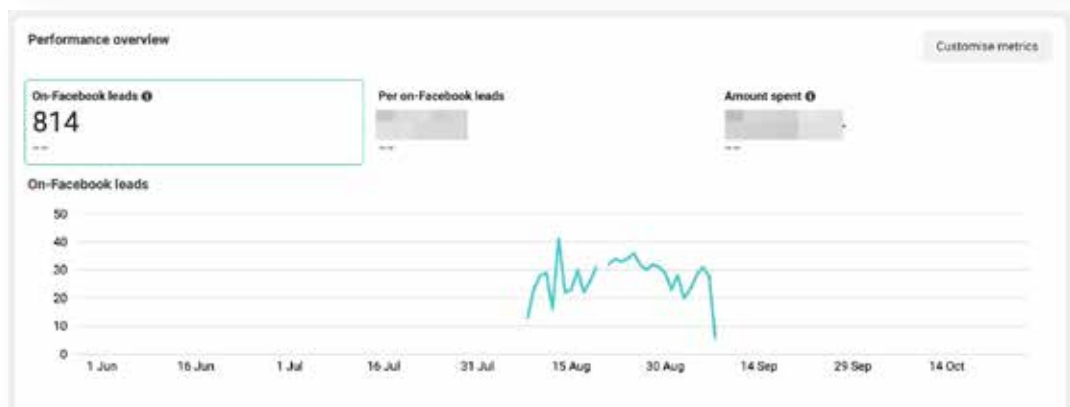 Performance overview
Customise metrics
On-Facebook leads
814
--
Per on-Facebook leads
--
Amount spent
--
On-Facebook leads
50
40
30
20
10
0
1 Jun 16 Jun 1 Jul 16 Jul 31 Jul 15 Aug 30 Aug 14 Sep 29 Sep 14 Oct